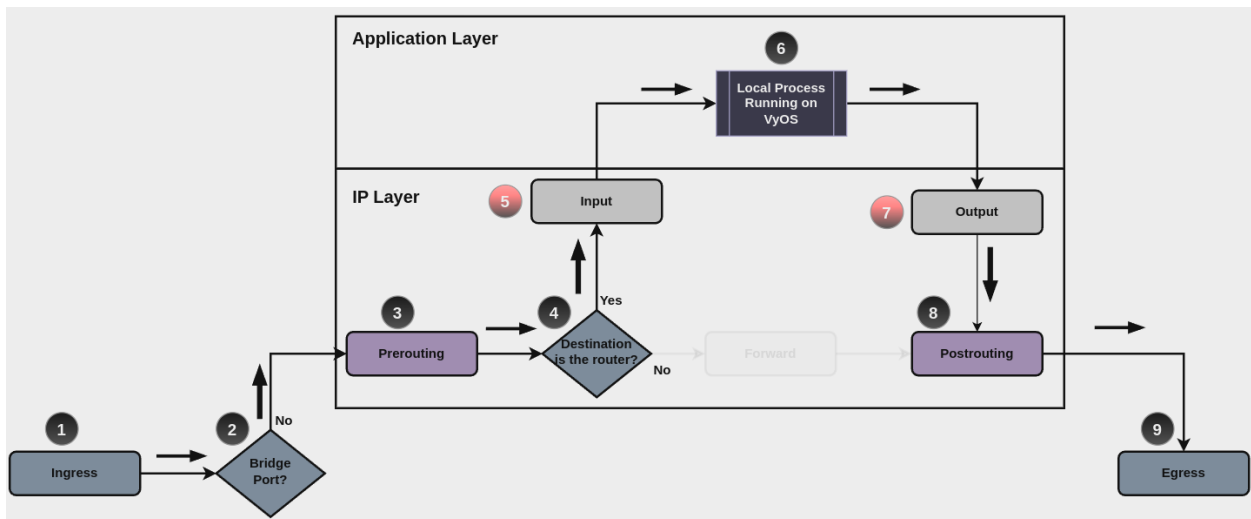 Application Layer
6
Local Process
Running on
VyOS
IP Layer
5
Input
7
Output
3
Prerouting
4
Yes
Destination
is the router?
No
Forward
8
Postrouting
1
Ingress
2
No
Bridge
Port?
9
Egress